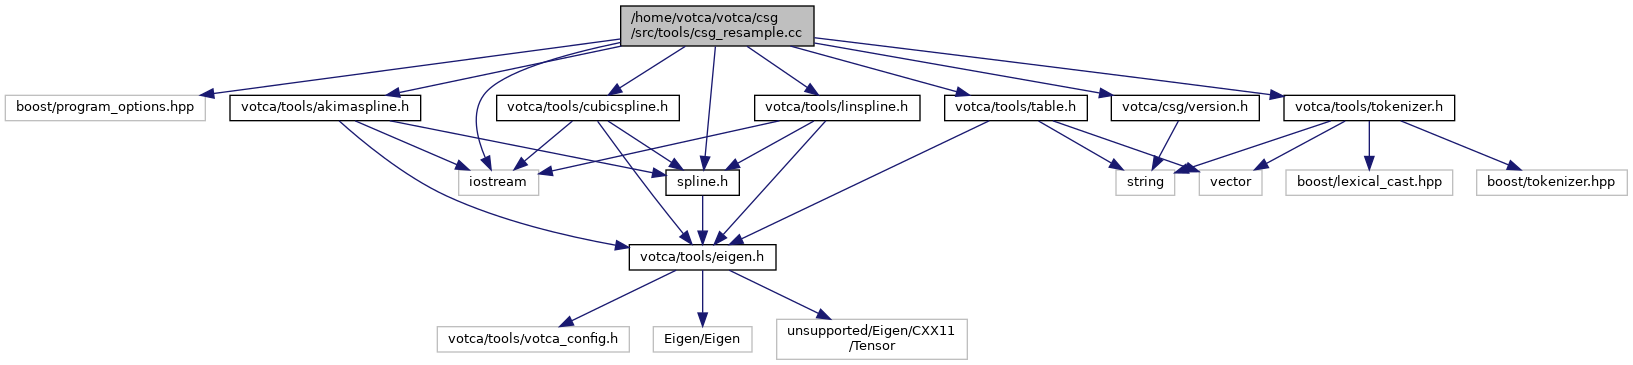 /home/votca/votca/csg
/src/tools/csg_resample.cc
boost/program_options.hpp
votca/tools/akimaspline.h
votca/tools/cubicspline.h
votca/tools/linspline.h
votca/tools/table.h
votca/csg/version.h
votca/tools/tokenizer.h
iostream
spline.h
string
vector
boost/lexical_cast.hpp
boost/tokenizer.hpp
votca/tools/eigen.h
votca/tools/votca_config.h
Eigen/Eigen
unsupported/Eigen/CXX11
/Tensor